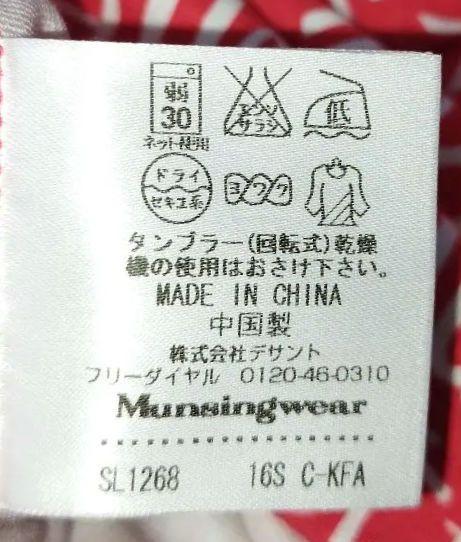 弱
30
ネット使用
エンソ
サラシ
低
ドライ
セキユ系
ヨワク
タンブラー(回転式)乾燥
機の使用はおさけ下さい。
MADE IN CHINA
中国製
株式会社デサント
フリーダイヤル 0120-46-0310
Munsingwear
SL1268 16S C-KFA